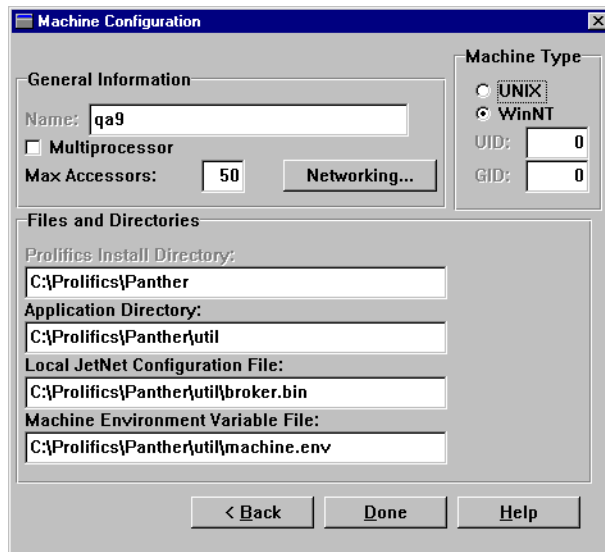 Machine Configuration
Machine Type
General Information
UNIX
Name: qa9
WinNT
Multiprocessor
UID: 0
Max Accessors: 50
Networking...
GID: 0
Files and Directories
Prolifics Install Directory:
C:\Prolifics\Panther
Application Directory:
C:\Prolifics\Panther\util
Local JetNet Configuration File:
C:\Prolifics\Panther\util\broker.bin
Machine Environment Variable File:
C:\Prolifics\Panther\util\machine.env
< Back
Done
Help